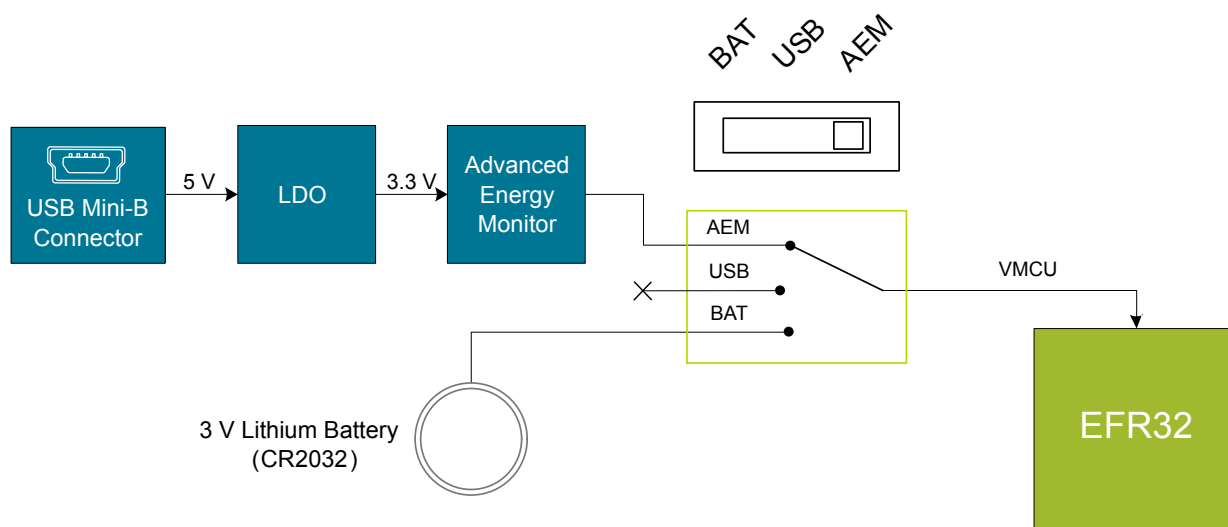 BAT
USB
AEM
USB Mini-B
Connector
5 V
LDO
3.3 V
Advanced
Energy
Monitor
AEM
USB
BAT
VMCU
3 V Lithium Battery
(CR2032)
EFR32